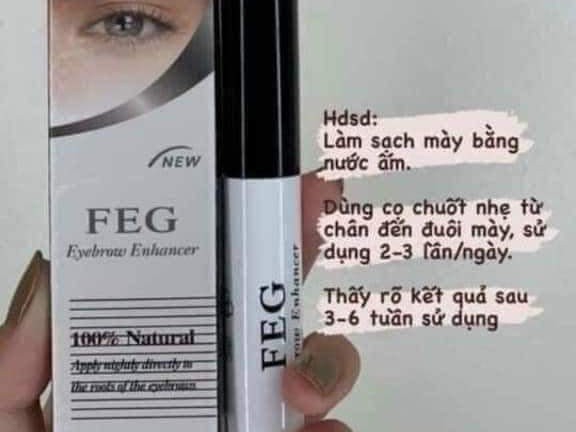 NEW
FEG
Eyebrow Enhancer
100% Natural
Apply nightly directly to
the roots of the eyebrown
FEG
row Enhancer
Hdsd:
Làm sạch mày bằng
nước ấm.
Dùng cọ chuốt nhẹ từ
chân đến đuôi mày, sử
dụng 2-3 lần/ngày.
Thấy rõ kết quả sau
3-6 tuần sử dụng